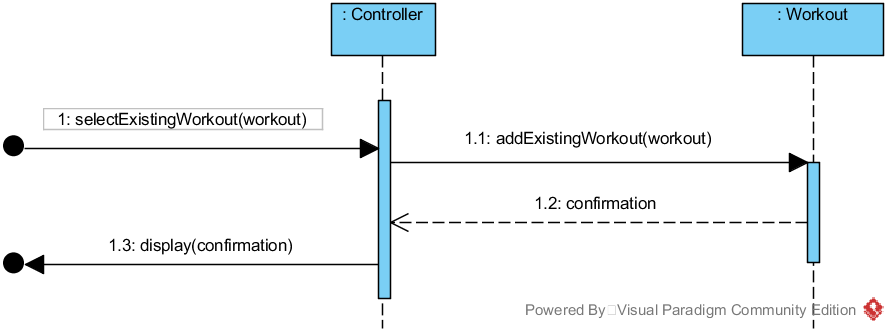 : Controller
: Workout
1: selectExistingWorkout(workout)
1.1: addExistingWorkout(workout)
1.2: confirmation
1.3: display(confirmation)
Powered By Visual Paradigm Community Edition